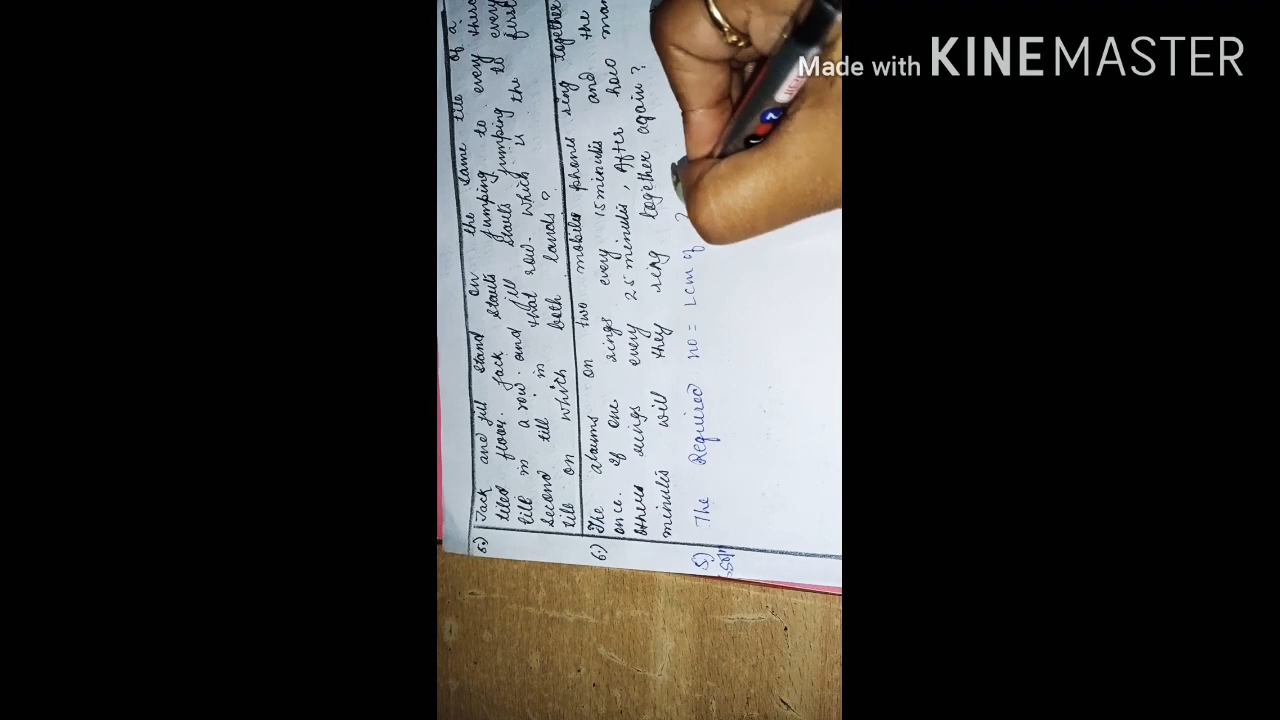 Made with KINEMASTER
5.) Jack and jill stand on the same tile of a
tiled floor. Jack starts jumping to every
tile in a row. and jill starts jumping to every
second till in that row. which is the first
tile on which both lands?
6.) The alarms on two mobile phones ring together
once. if one rings every 15 minutes and the
others rings every 25 minutes, After how man
minutes will they ring together again?
5) The Required no = LCM of
Soln